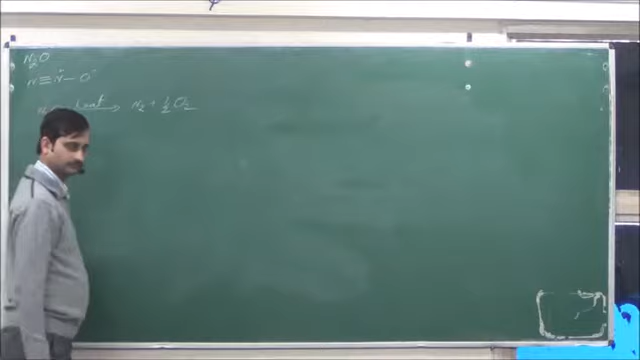 N₂O
N≡N⁺—O⁻
heat → N₂ + ½ O₂